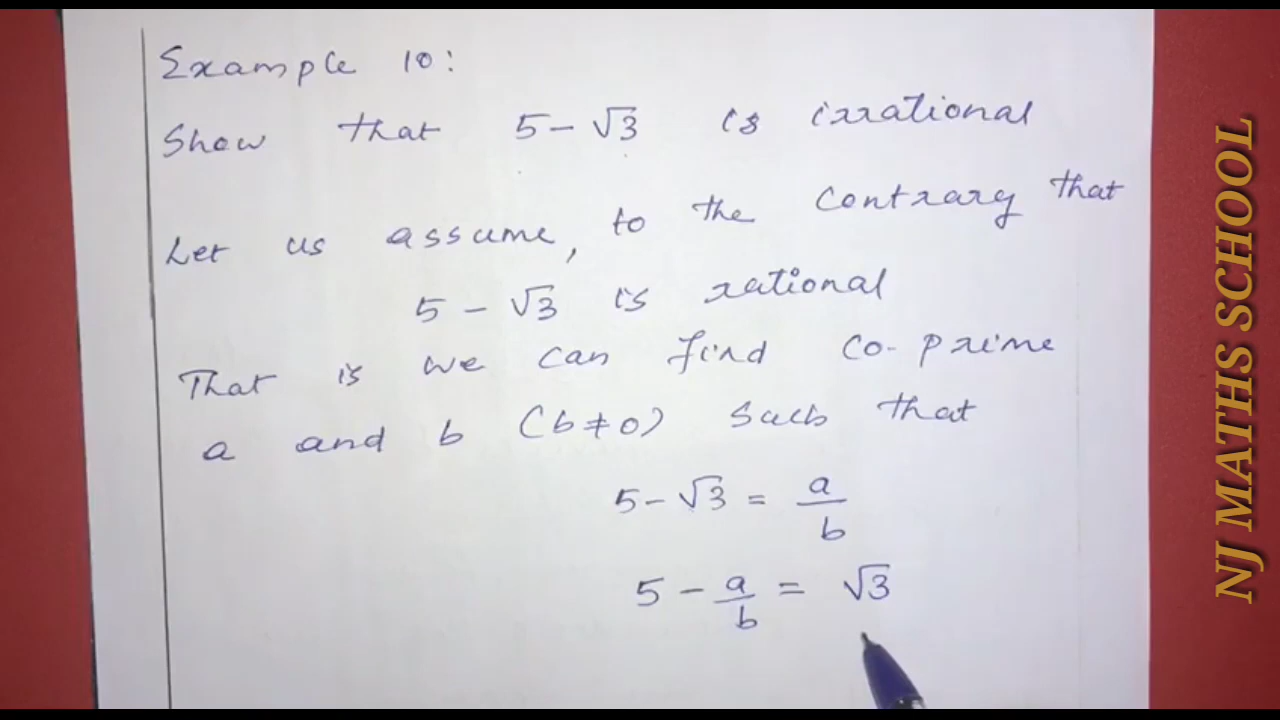 Example 10:
Show that 5 - √3 is irrational
Let us assume, to the contrary that
5 - √3 is rational
That is we can find co-prime
a and b (b ≠ 0) such that
5 - √3 = a/b
5 - a/b = √3
NJ MATHS SCHOOL